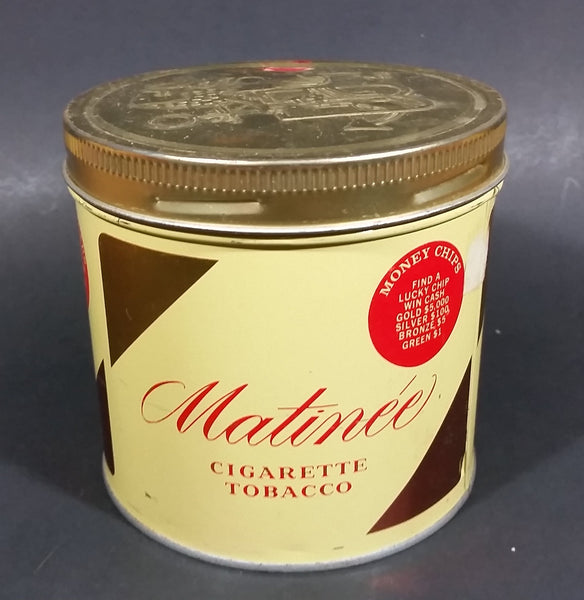 MONEY CHIPS
FIND A
LUCKY CHIP
WIN CASH
GOLD $5,000
SILVER $100
BRONZE $5
GREEN $1
Matinée
CIGARETTE
TOBACCO